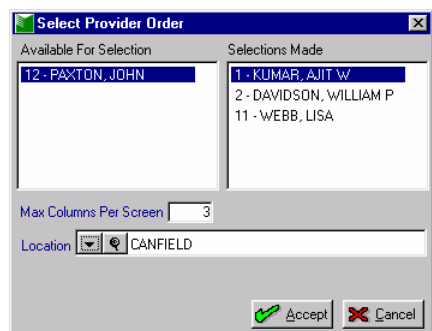 Select Provider Order
Available For Selection
12 - PAXTON, JOHN
Selections Made
1 - KUMAR, AJIT W
2 - DAVIDSON, WILLIAM P
11 - WEBB, LISA
Max Columns Per Screen 3
Location CANFIELD
Accept Cancel